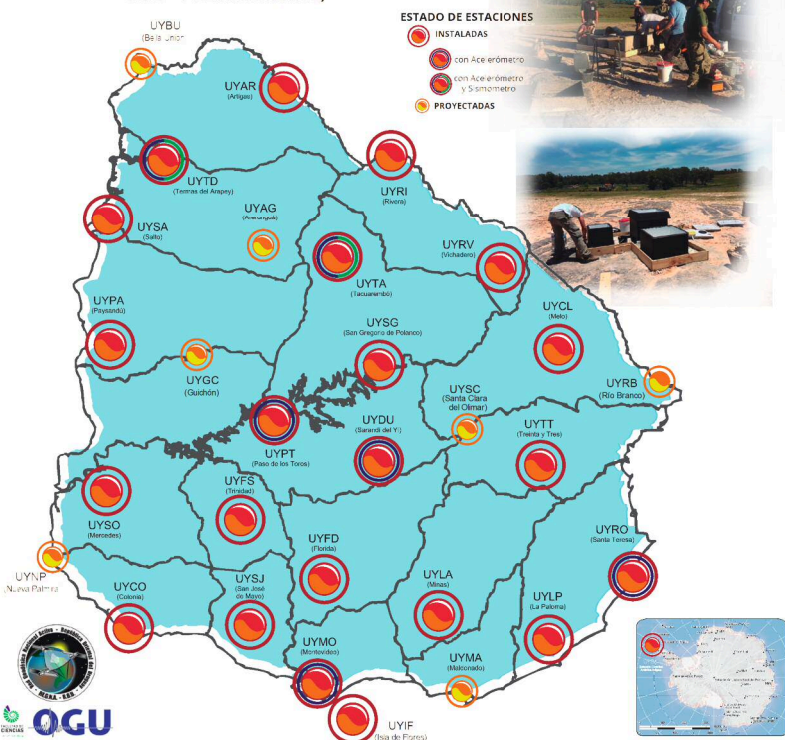 ESTADO DE ESTACIONES
INSTALADAS
con Acelerómetro
con Acelerómetro
y Sismómetro
PROYECTADAS
UYBU
(Bella Unión
UYAR
(Artigas)
UYTD
(Termas del Arapey)
UYRI
(Rivera)
UYSA
(Salto)
UYAG
UYTA
(Tacuarembó)
UYRV
(Vichadero)
UYPA
(Paysandú)
UYCL
(Melo)
UYSG
(San Gregorio de Polanco)
UYGC
(Guichón)
UYSC
(Santa Clara
del Olimar)
UYRB
(Río Branco)
UYDU
(Sarandí del Yí)
UYTT
(Treinta y Tres)
UYPT
(Paso de los Toros)
UYFS
(Trinidad)
UYSO
(Mercedes)
UYRO
(Santa Teresa)
UYFD
(Florida)
UYNP
(Nueva Palmira
UYCO
(Colonia)
UYSJ
(San José
de Mayo)
UYLA
(Minas)
UYLP
(La Paloma)
UYMO
(Montevideo)
UYMA
(Maldonado)
UYIF
(Isla de Flores)
FACULTAD DE
CIENCIAS
OGU